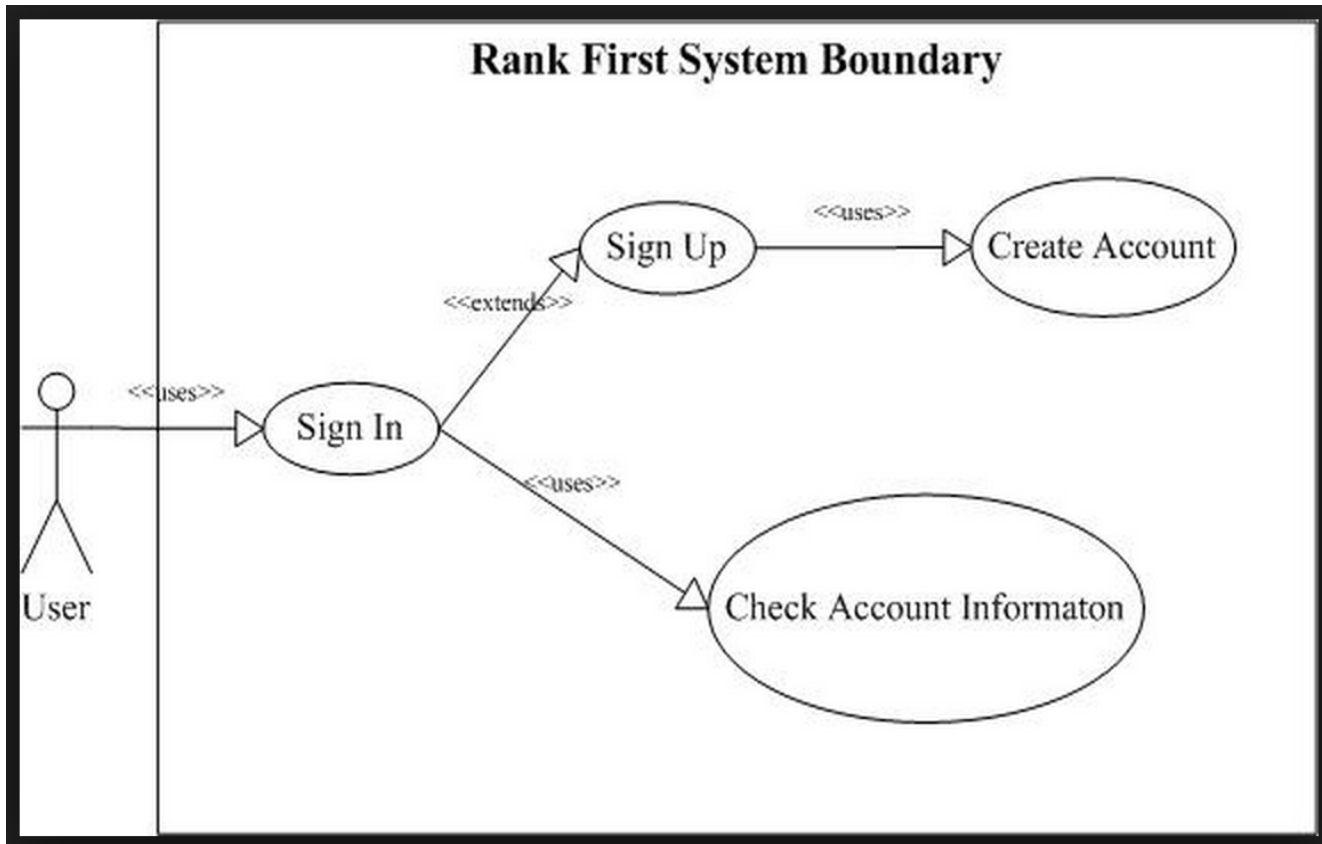 Rank First System Boundary
<<uses>>
Sign Up
Create Account
<<extends>>
<<uses>>
Sign In
<<uses>>
User
Check Account Informaton